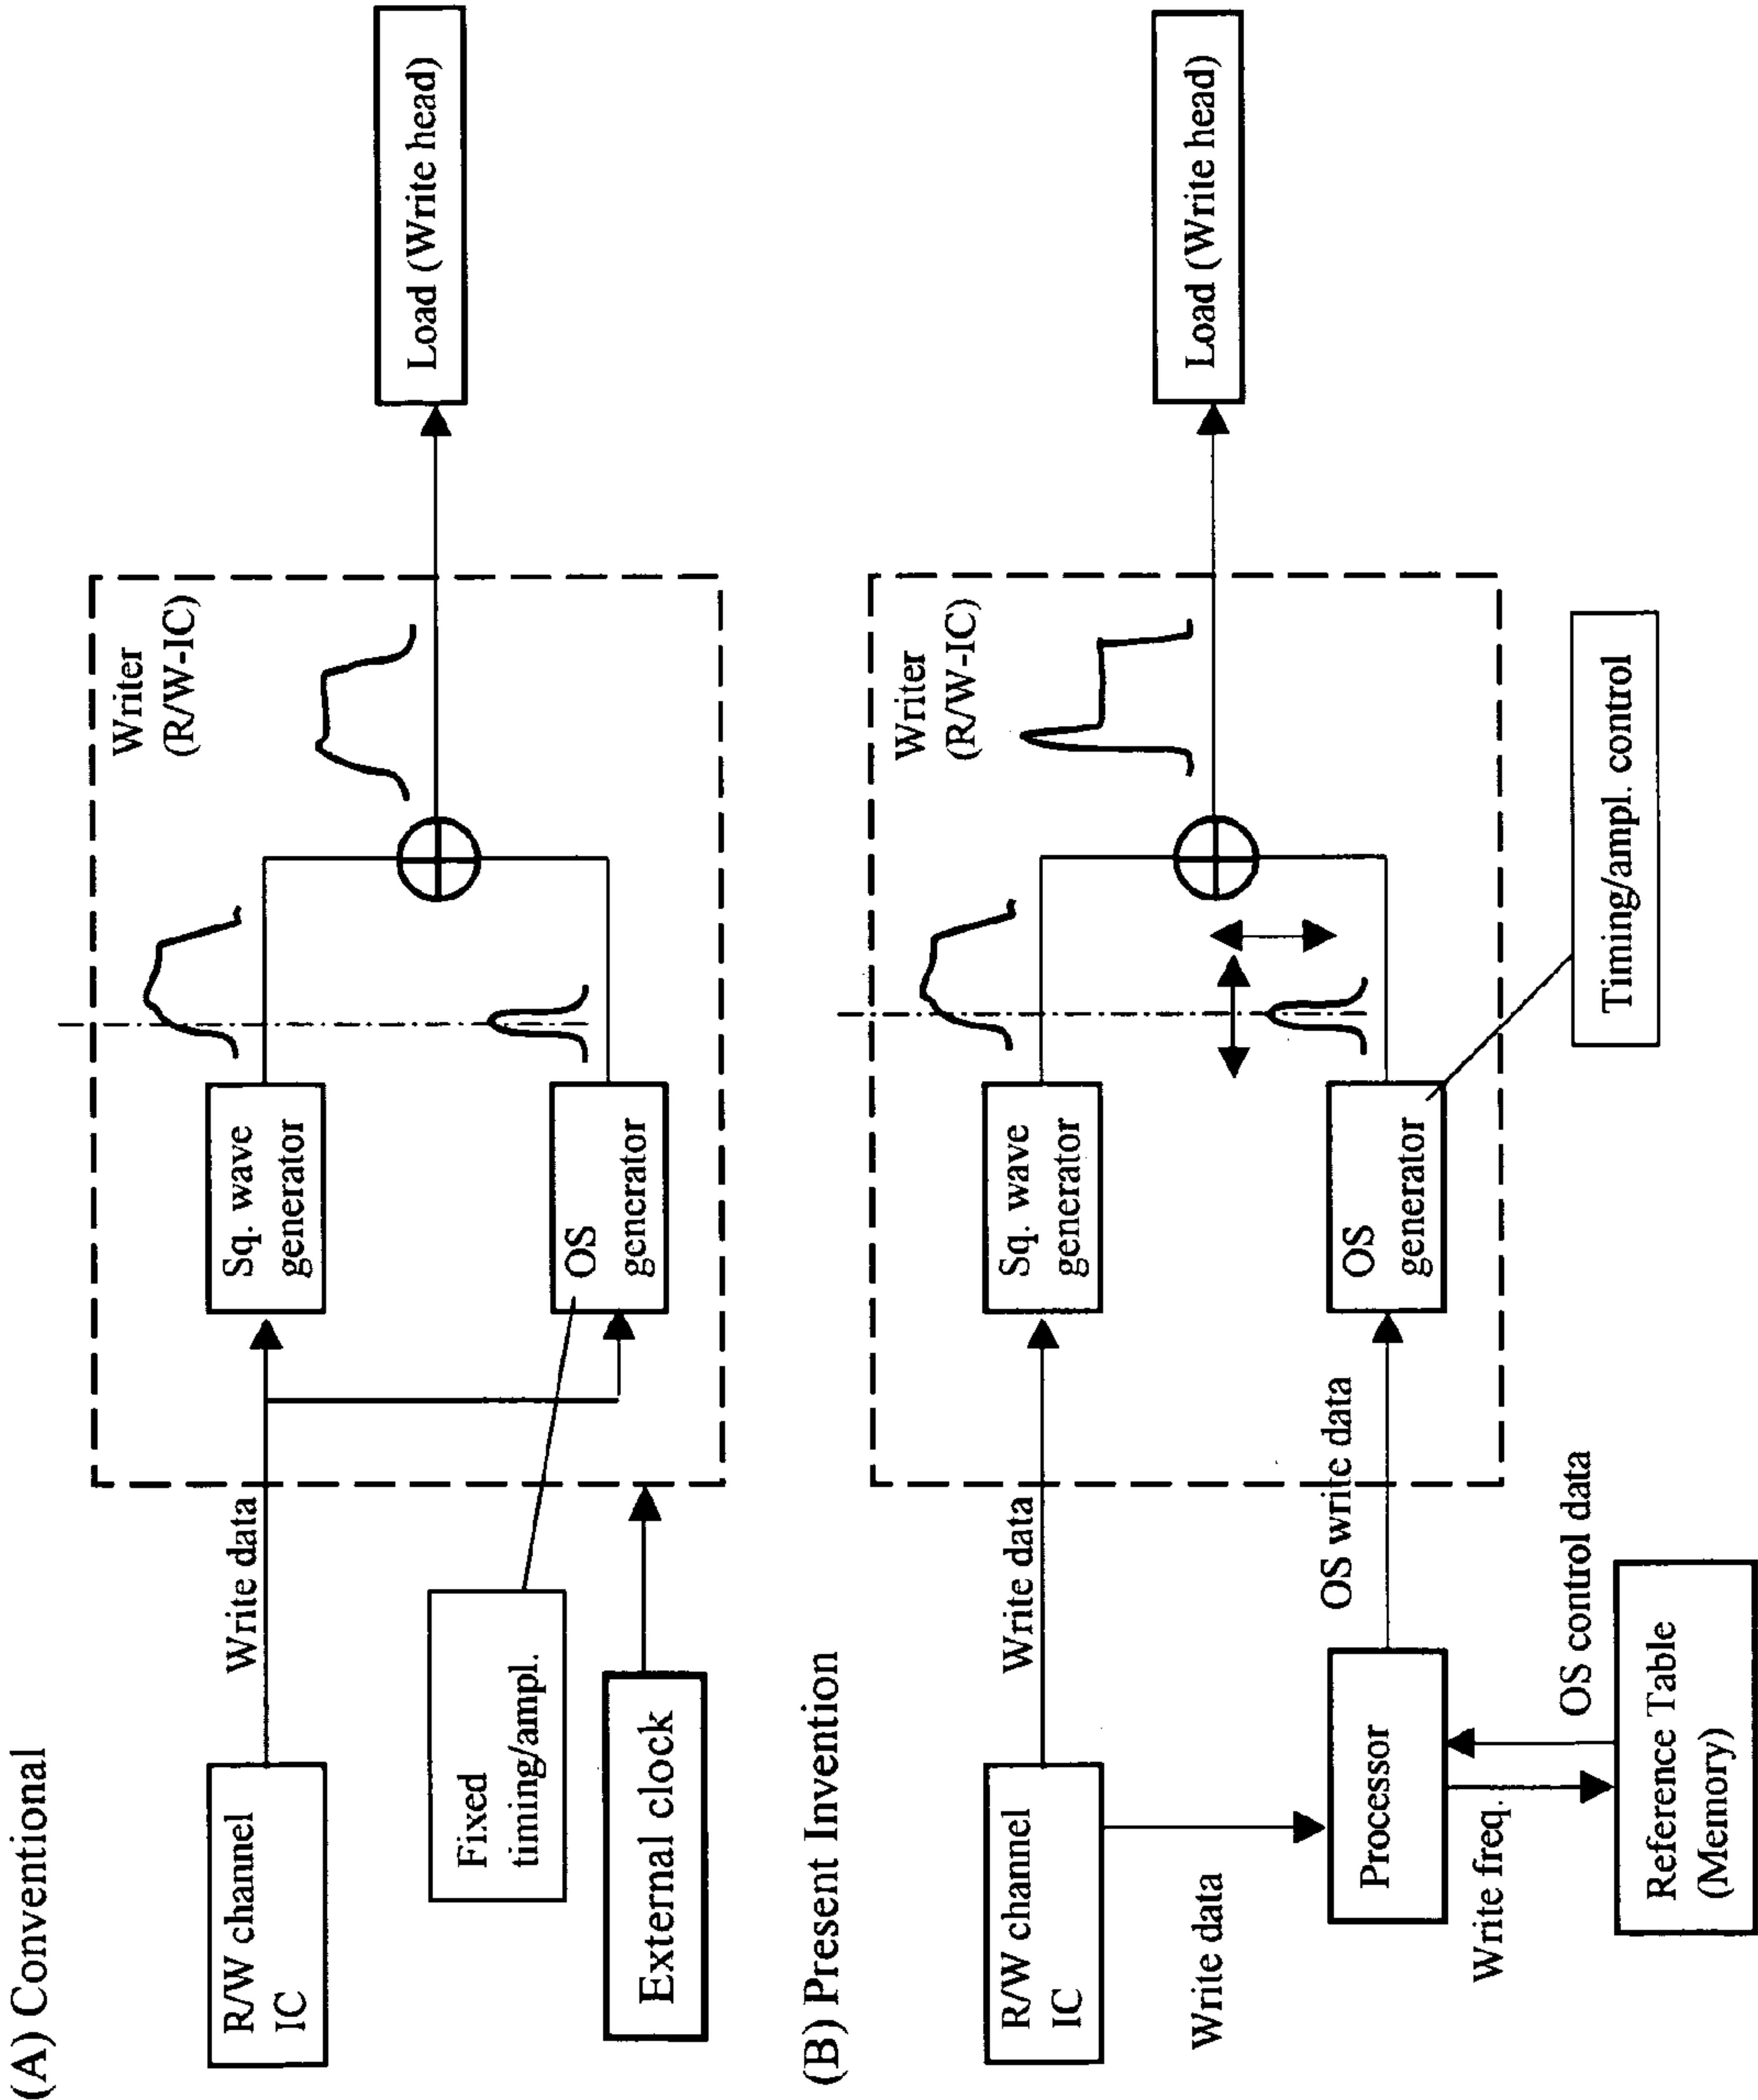 (A) Conventional
R/W channel
IC
Write data
Fixed
timing/ampl.
External clock
Sq. wave
generator
OS
generator
Writer
(R/W-IC)
Load (Write head)
(B) Present Invention
R/W channel
IC
Write data
Write data
Processor
Write freq.
OS control data
Reference Table
(Memory)
OS write data
Sq. wave
generator
OS
generator
Writer
(R/W-IC)
Timing/ampl. control
Load (Write head)